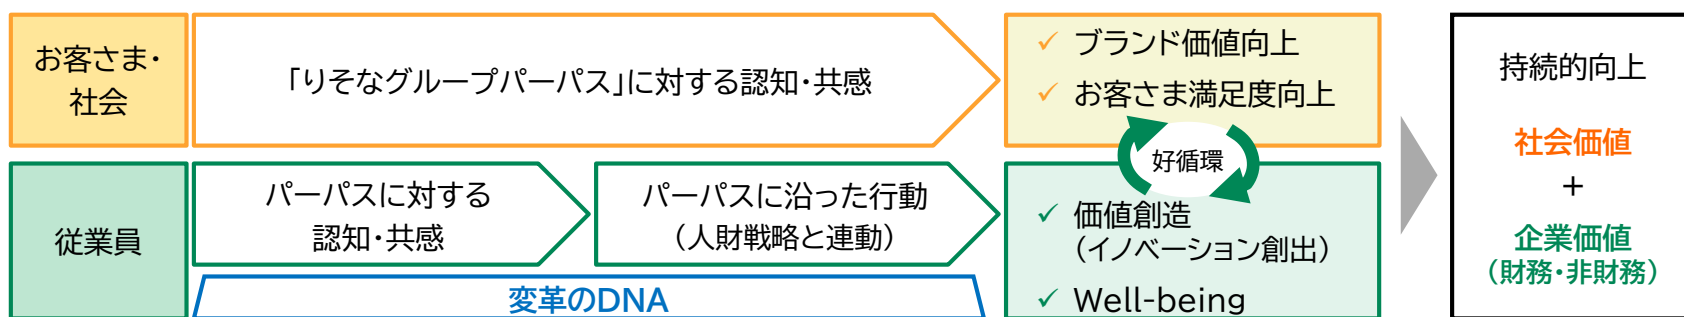 お客さま・
社会
「りそなグループパーパス」に対する認知・共感
✓ ブランド価値向上
✓ お客さま満足度向上
好循環
従業員
パーパスに対する
認知・共感
パーパスに沿った行動
（人財戦略と連動）
変革のDNA
✓ 価値創造
（イノベーション創出）
✓ Well-being
持続的向上
社会価値
+
企業価値
（財務・非財務）